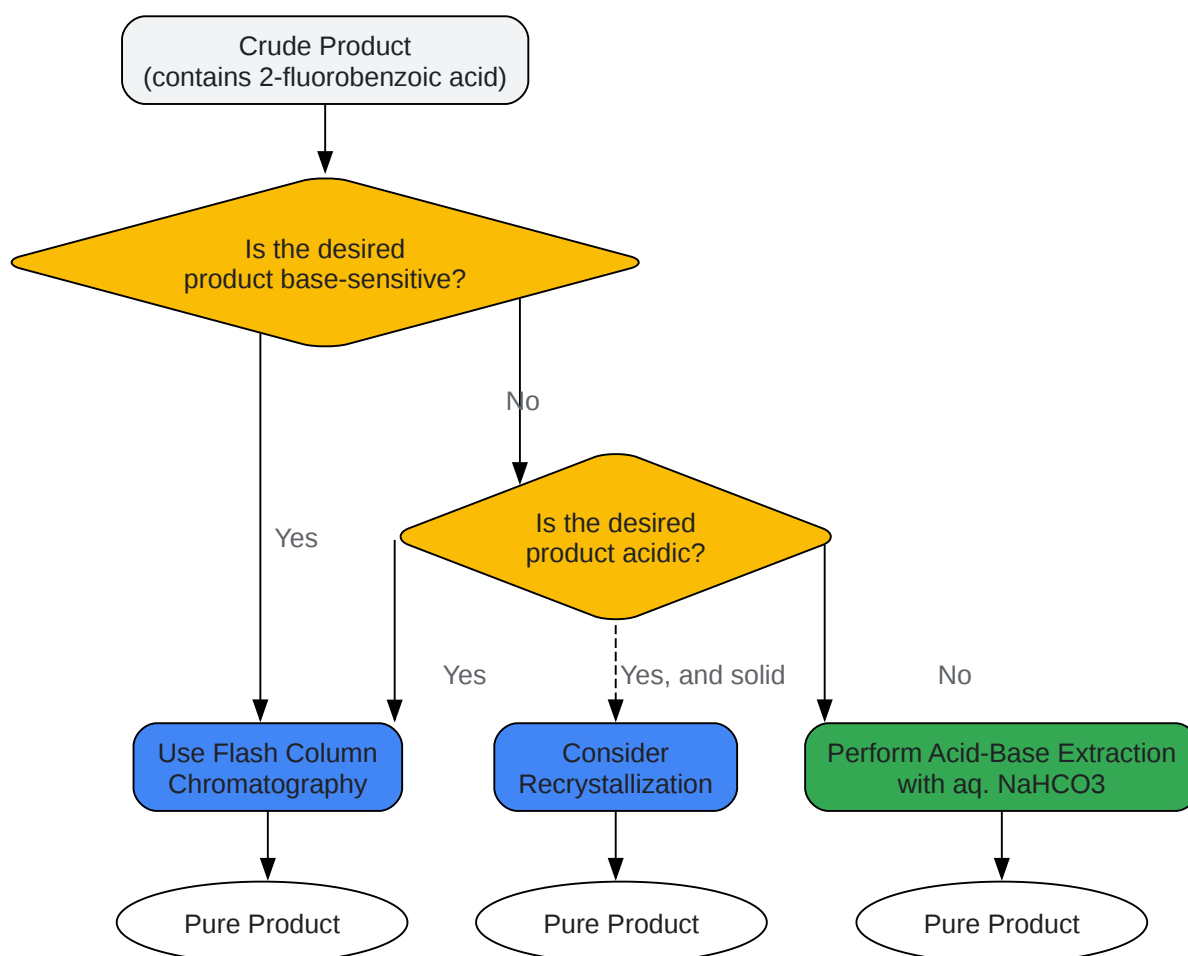 Crude Product
(contains 2-fluorobenzoic acid)
Is the desired
product base-sensitive?
No
Is the desired
product acidic?
Yes
Yes
Yes, and solid
No
Use Flash Column
Chromatography
Consider
Recrystallization
Perform Acid-Base Extraction
with aq. NaHCO3
Pure Product
Pure Product
Pure Product